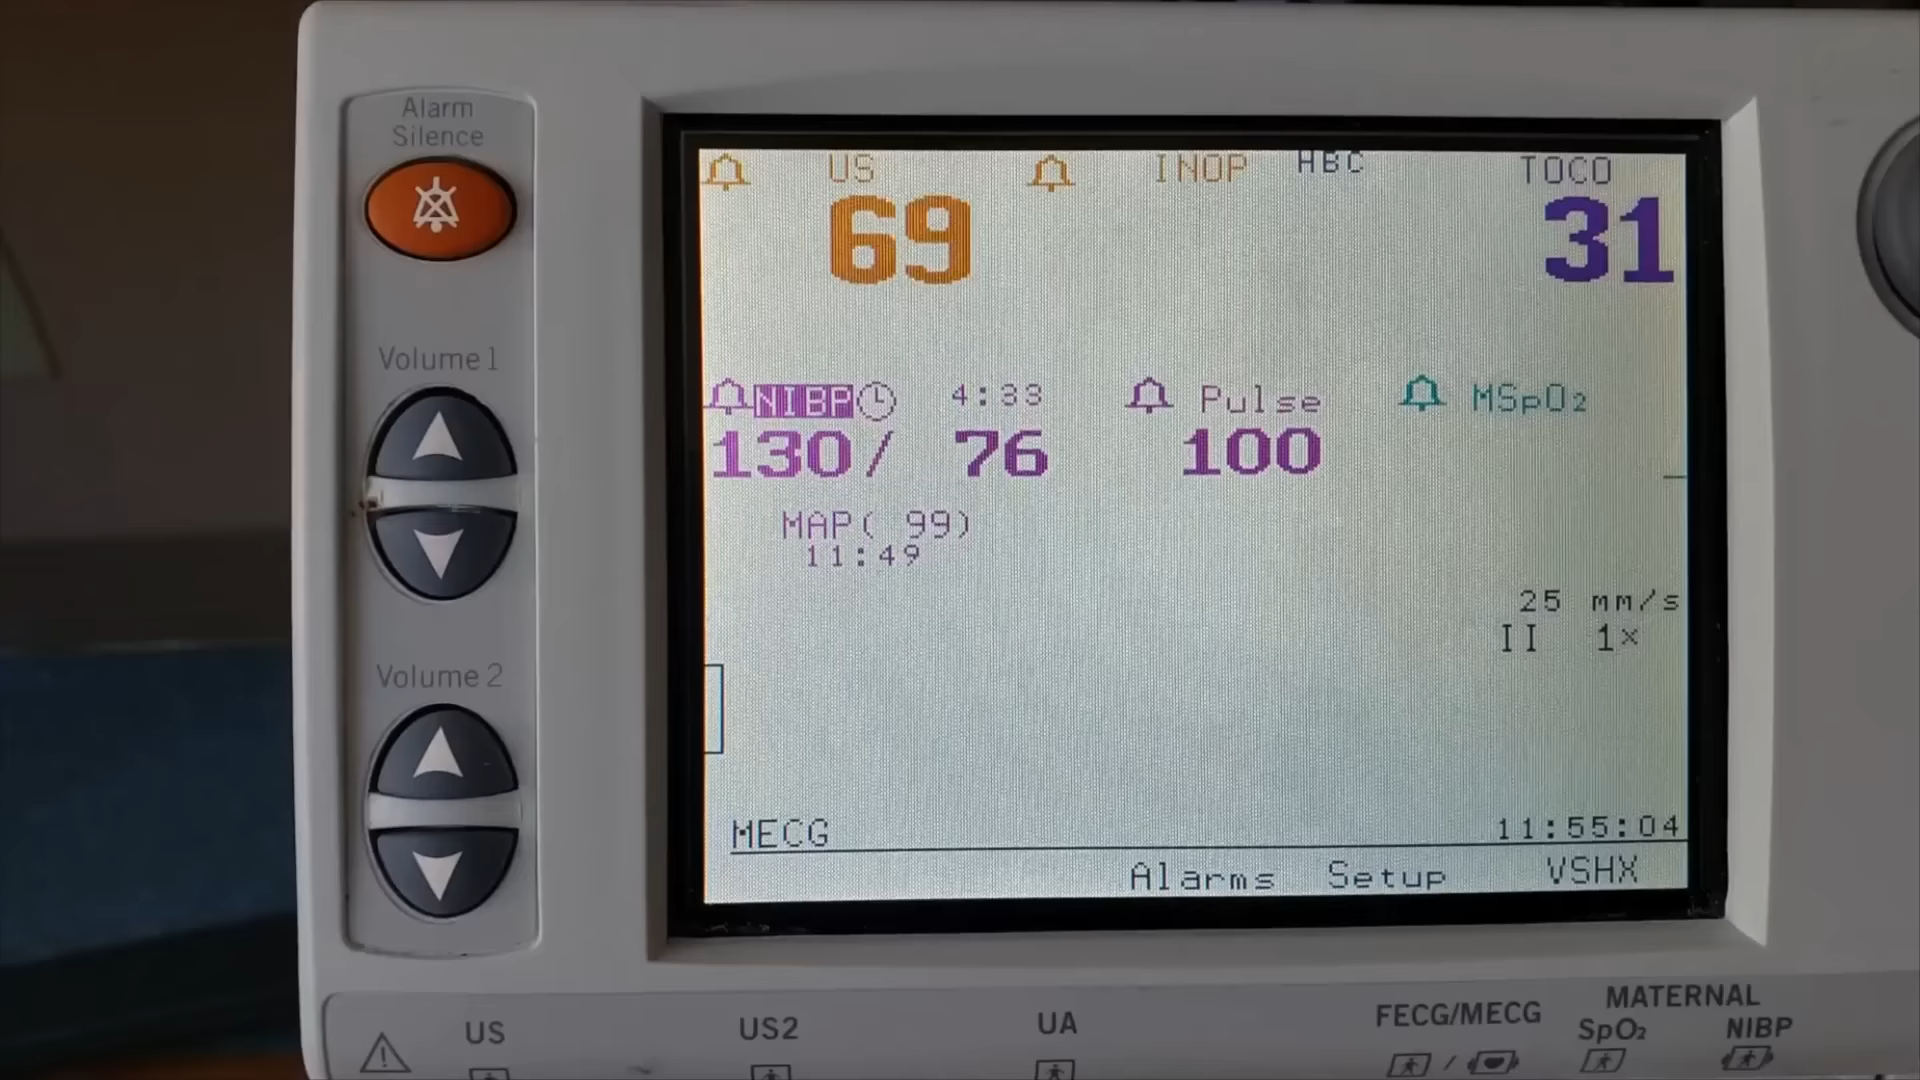 Alarm
Silence
Volume 1
Volume 2
US INOP HBC TOCO
69 31
NIBP 4:33 Pulse MSpO₂
130/ 76 100
MAP( 99)
11:49
25 mm/s
II 1×
MECG 11:55:04
Alarms Setup VSHX
US US2 UA FECG/MECG MATERNAL
SpO₂ NIBP